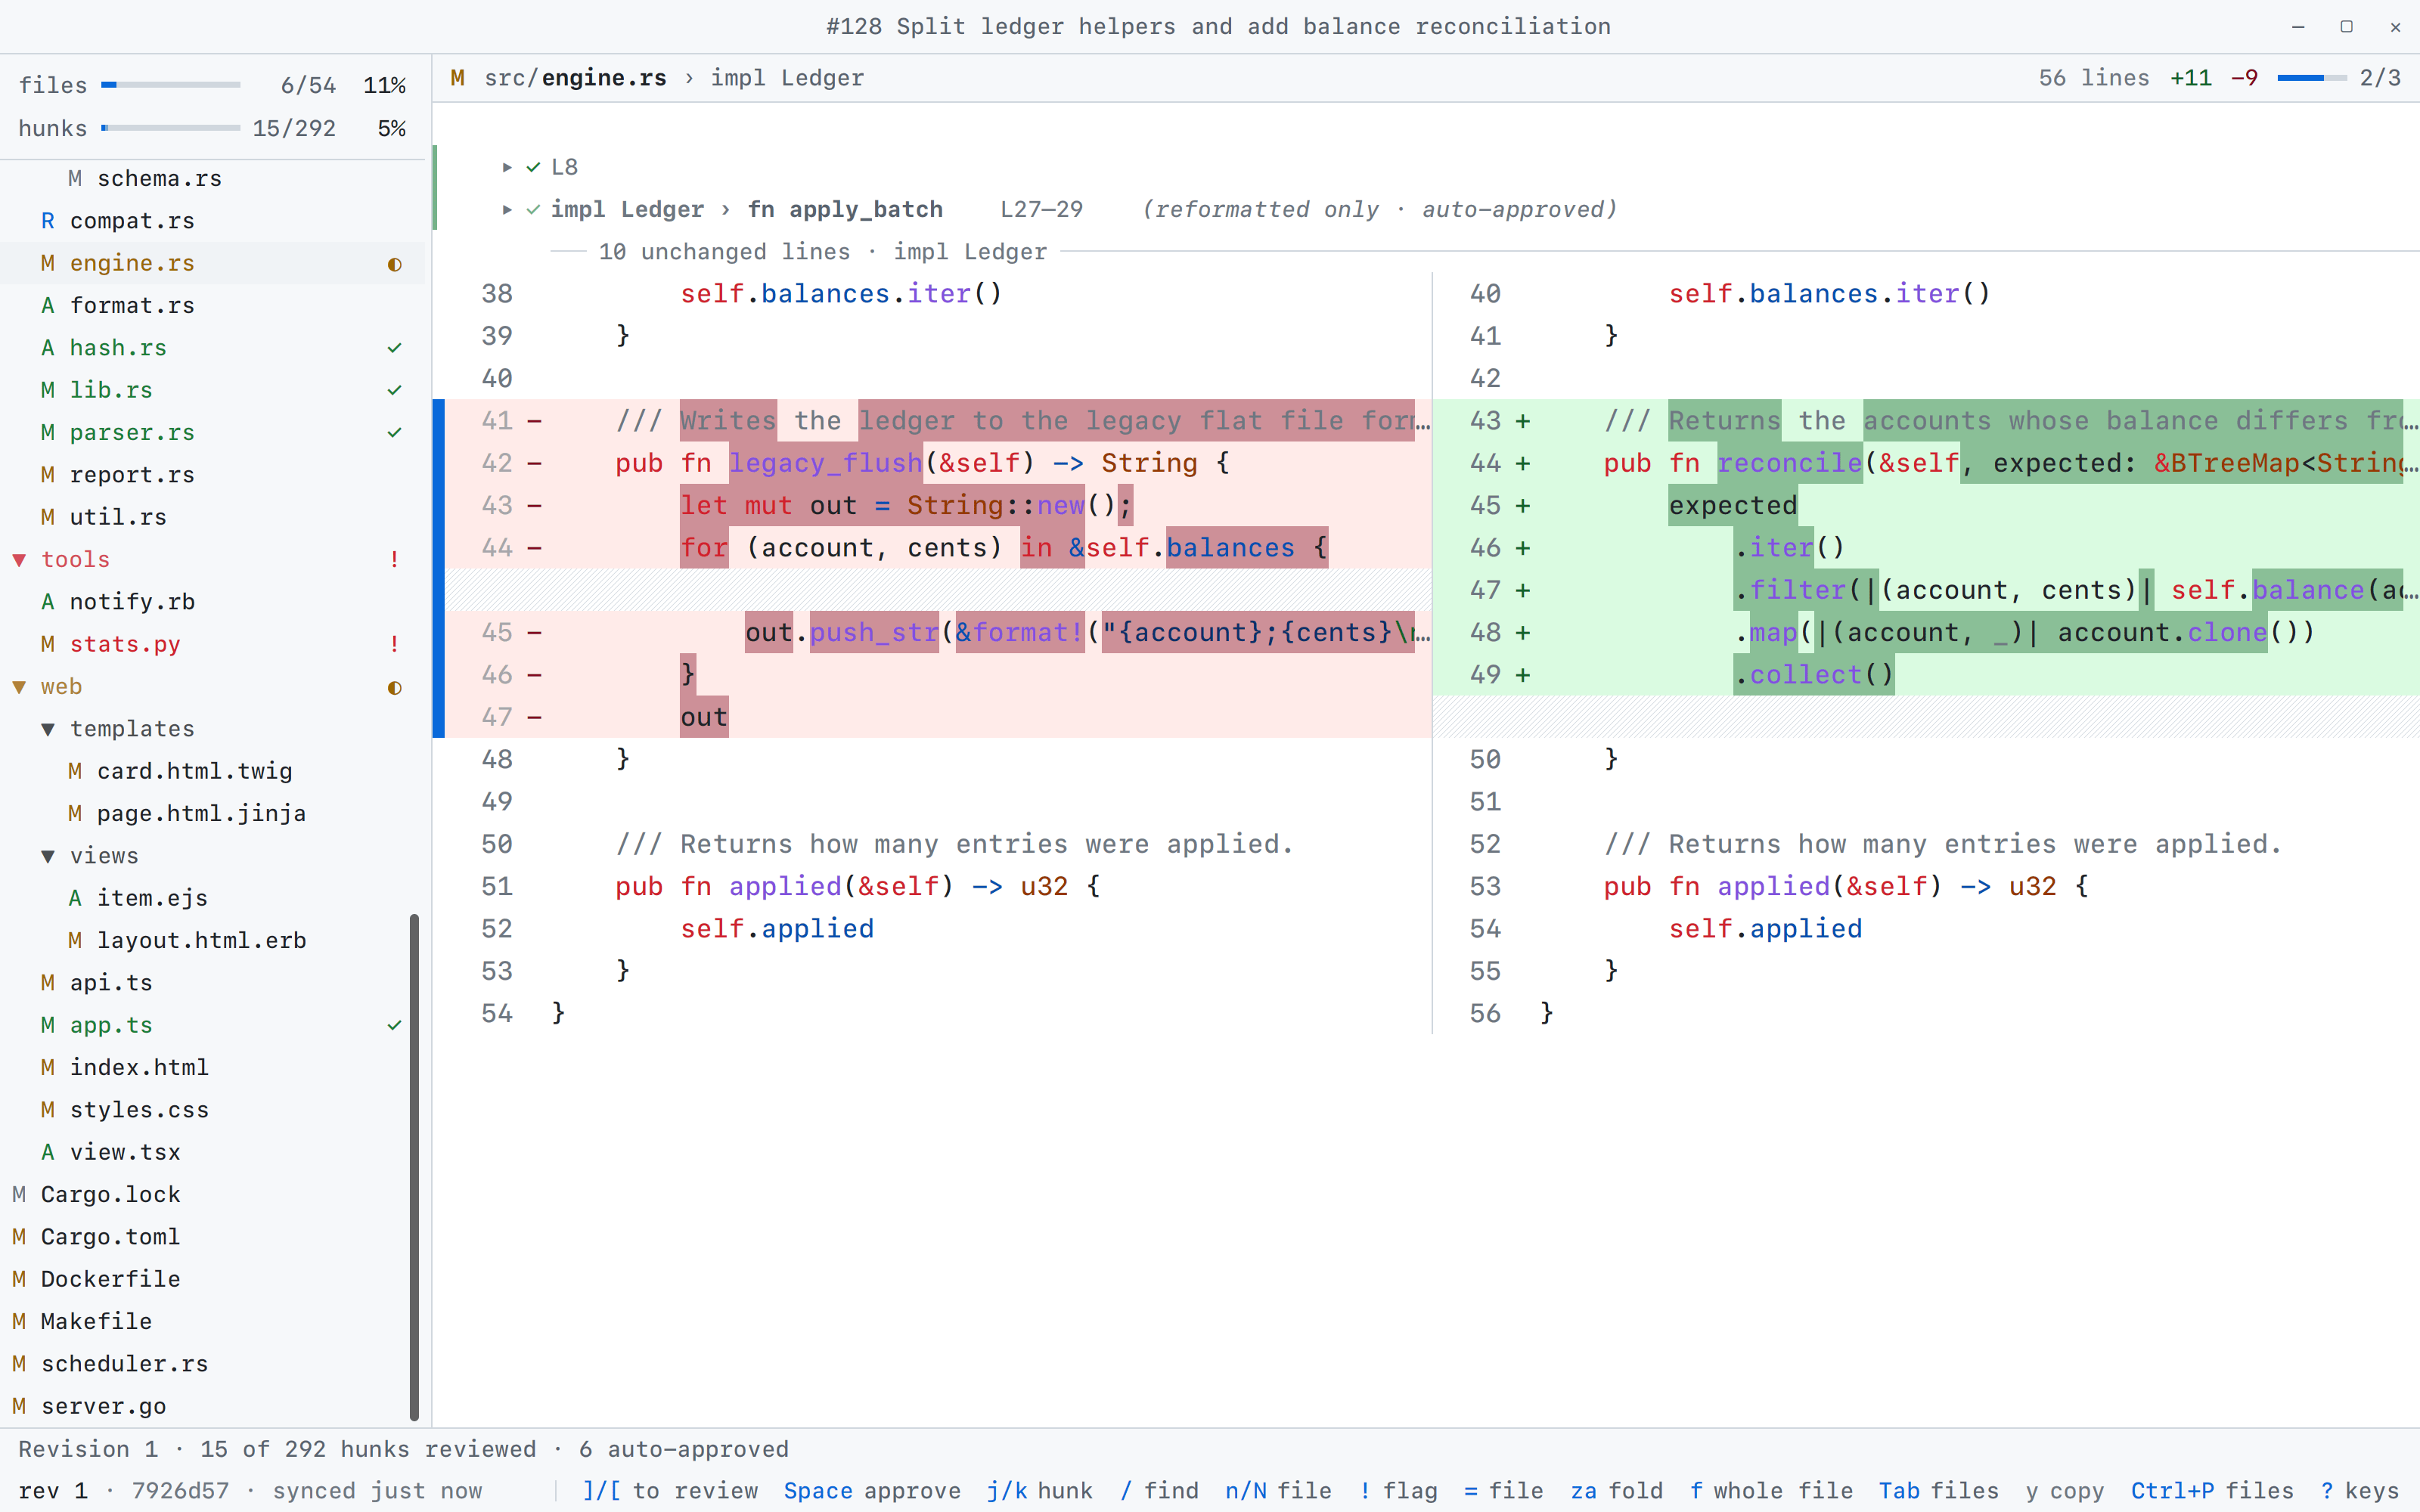 #128 Split ledger helpers and add balance reconciliation
files 6/54 11%
hunks 15/292 5%
M schema.rs
R compat.rs
M engine.rs
A format.rs
A hash.rs
M lib.rs
M parser.rs
M report.rs
M util.rs
tools !
A notify.rb
M stats.py !
web
templates
M card.html.twig
M page.html.jinja
views
A item.ejs
M layout.html.erb
M api.ts
M app.ts
M index.html
M styles.css
A view.tsx
M Cargo.lock
M Cargo.toml
M Dockerfile
M Makefile
M scheduler.rs
M server.go
M src/engine.rs › impl Ledger 56 lines +11 −9 2/3
▸ ✓ L8
▸ ✓ impl Ledger › fn apply_batch L27–29 (reformatted only · auto-approved)
10 unchanged lines · impl Ledger
38 self.balances.iter()
39 }
40
41 − /// Writes the ledger to the legacy flat file for…
42 − pub fn legacy_flush(&self) -> String {
43 − let mut out = String::new();
44 − for (account, cents) in &self.balances {
45 − out.push_str(&format!("{account};{cents}\…
46 − }
47 − out
48 }
49
50 /// Returns how many entries were applied.
51 pub fn applied(&self) -> u32 {
52 self.applied
53 }
54 }
40 self.balances.iter()
41 }
42
43 + /// Returns the accounts whose balance differs fr…
44 + pub fn reconcile(&self, expected: &BTreeMap<String…
45 + expected
46 + .iter()
47 + .filter(|(account, cents)| self.balance(a…
48 + .map(|(account, _)| account.clone())
49 + .collect()
50 }
51
52 /// Returns how many entries were applied.
53 pub fn applied(&self) -> u32 {
54 self.applied
55 }
56 }
Revision 1 · 15 of 292 hunks reviewed · 6 auto-approved
rev 1 · 7926d57 · synced just now ]/[ to review Space approve j/k hunk / find n/N file ! flag = file za fold f whole file Tab files y copy Ctrl+P files ? keys